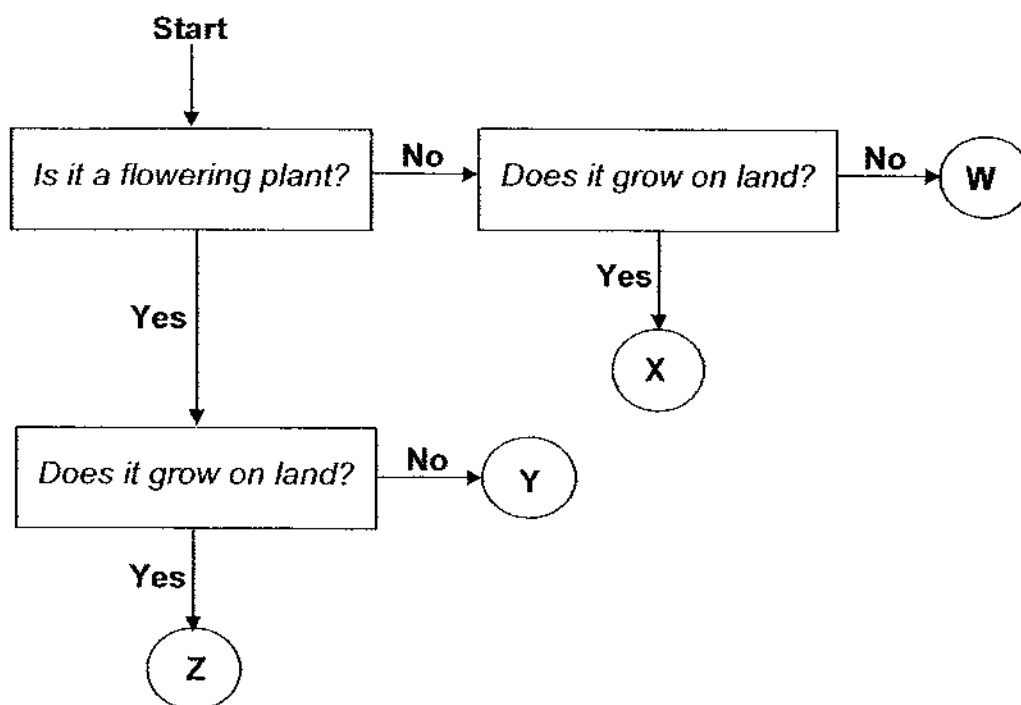 Start
Is it a flowering plant?
No
Does it grow on land?
No
W
Yes
X
Yes
Does it grow on land?
No
Y
Yes
Z